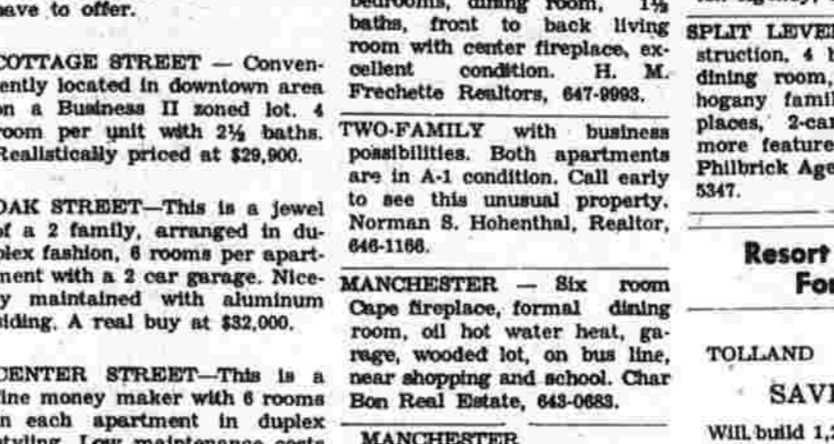 have to offer.
COTTAGE STREET — Conven-
ently located in downtown area
on a Business II zoned lot. 4
room per unit with 2½ baths.
Realistically priced at $29,900.
OAK STREET—This is a jewel
of a 2 family, arranged in du-
plex fashion, 6 rooms per apart-
ment with a 2 car garage. Nice-
ly maintained with aluminum
siding. A real buy at $32,000.
CENTER STREET—This is a
fine money maker with 6 rooms
in each apartment in duplex
styling. Low maintenance costs
bedrooms, dining room, 1½
baths, front to back living
room with center fireplace, ex-
cellent condition. H. M.
Frechette Realtors, 647-9993.
TWO-FAMILY with business
possibilities. Both apartments
are in A-1 condition. Call early
to see this unusual property.
Norman S. Hohenthal, Realtor,
646-1166.
MANCHESTER — Six room
Cape fireplace, formal dining
room, oil hot water heat, ga-
rage, wooded lot, on bus line,
near shopping and school. Char
Bon Real Estate, 643-0683.
MANCHESTER
SPLIT LEVEL
struction, 4
dining room,
hogany famil
places, 2-car
more feature
Philbrick Age
5347.
Resort
For
TOLLAND
SAVI
Will build 1